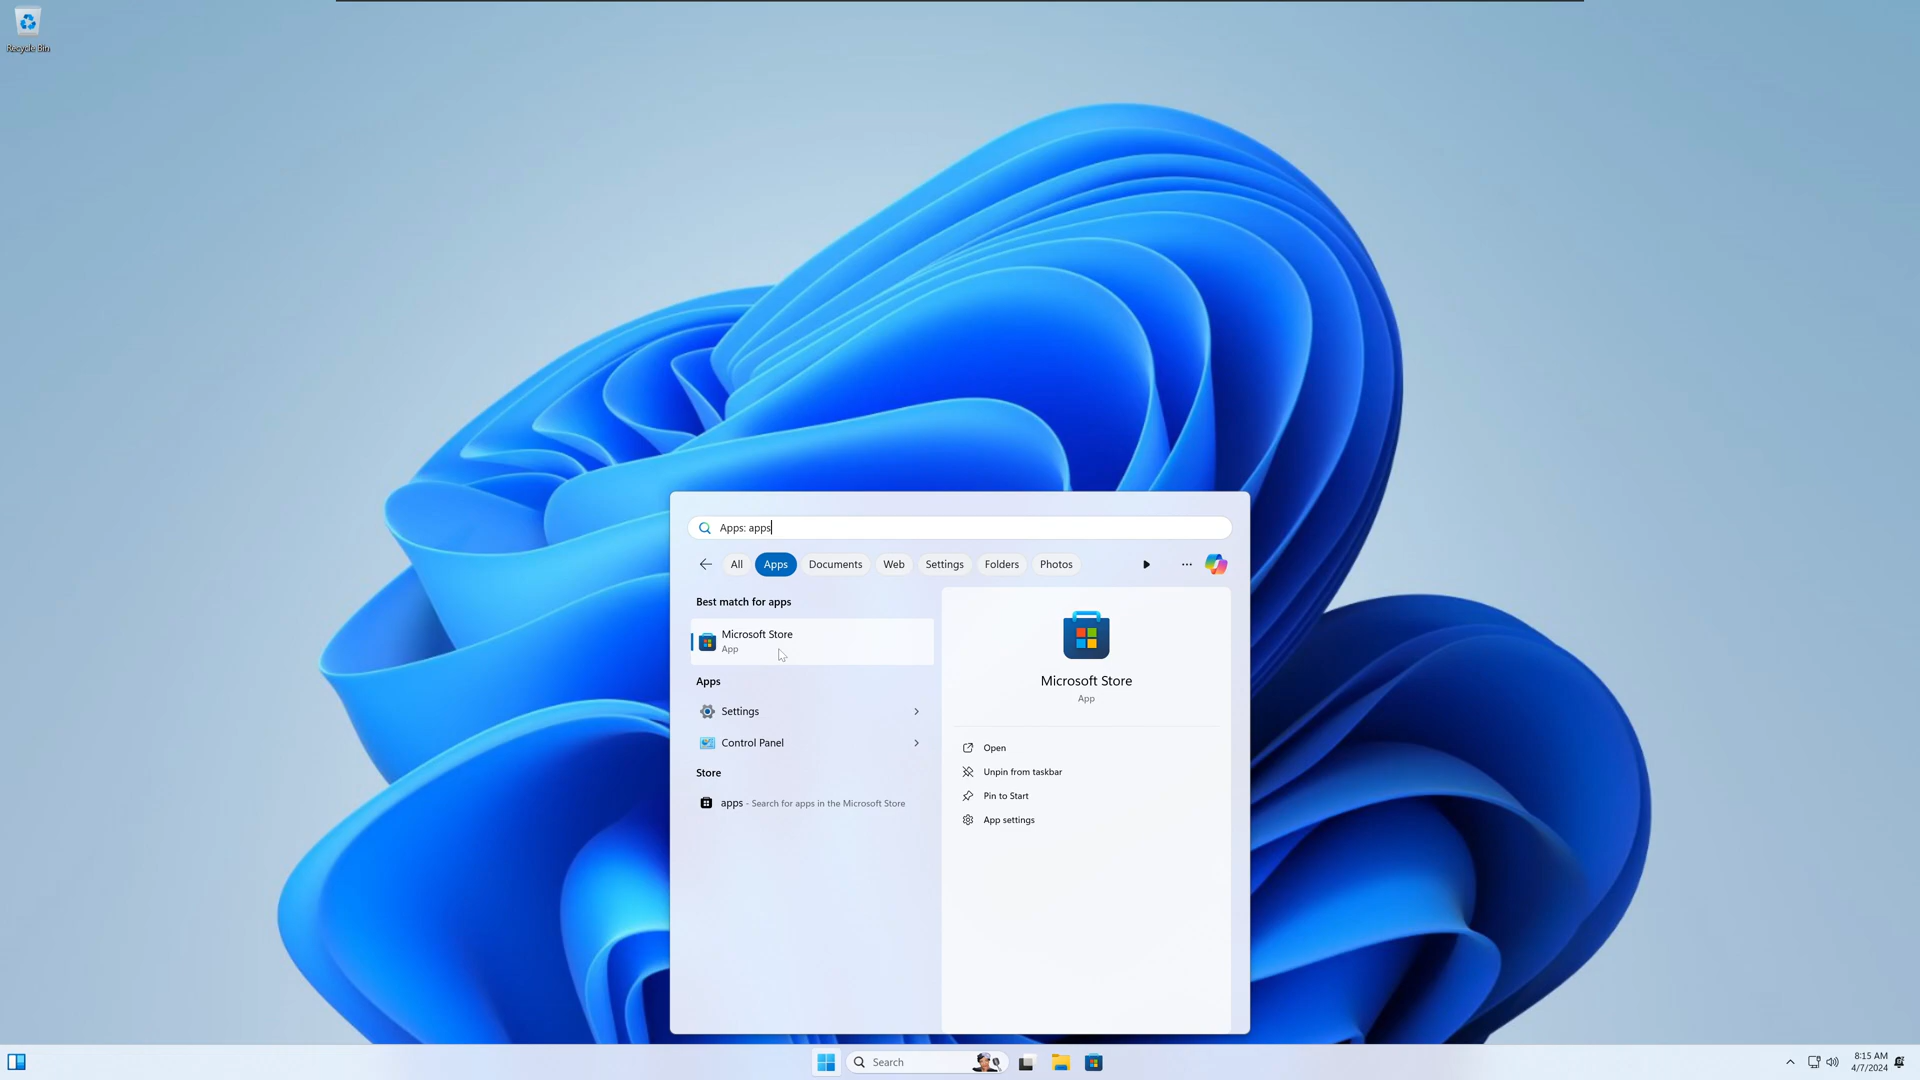 Recycle Bin
Apps: apps
All Apps Documents Web Settings Folders Photos
Best match for apps
Microsoft Store
App
Apps
Settings
Control Panel
Store
apps - Search for apps in the Microsoft Store
Microsoft Store
App
Open
Unpin from taskbar
Pin to Start
App settings
Search
8:15 AM
4/7/2024